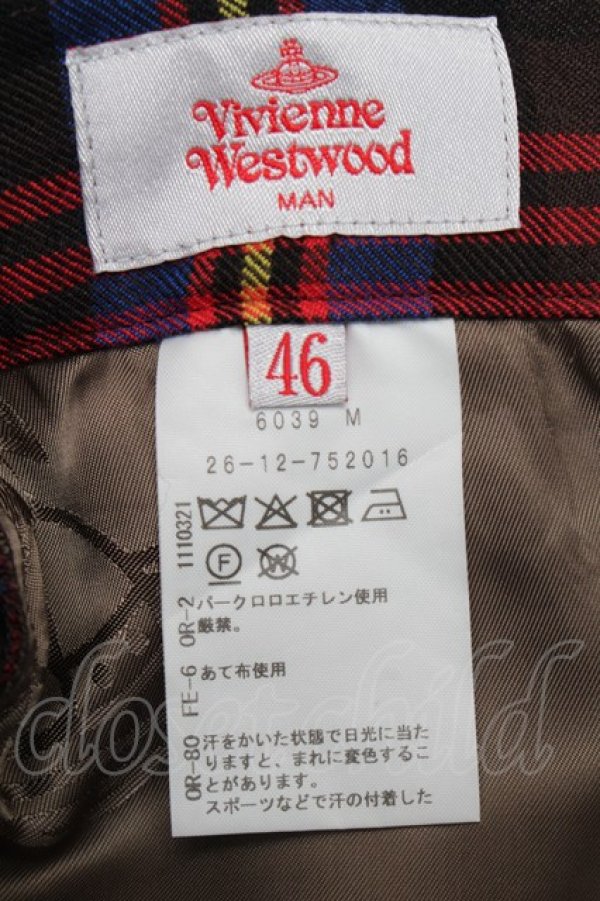 Vivienne
Westwood
MAN
46
6039 M
26-12-752016
1110321
F
W
OR-2 パークロロエチレン使用
厳禁。
FE-6 あて布使用
OR-80 汗をかいた状態で日光に当た
りますと、まれに変色するこ
とがあります。
スポーツなどで汗の付着した
closet child